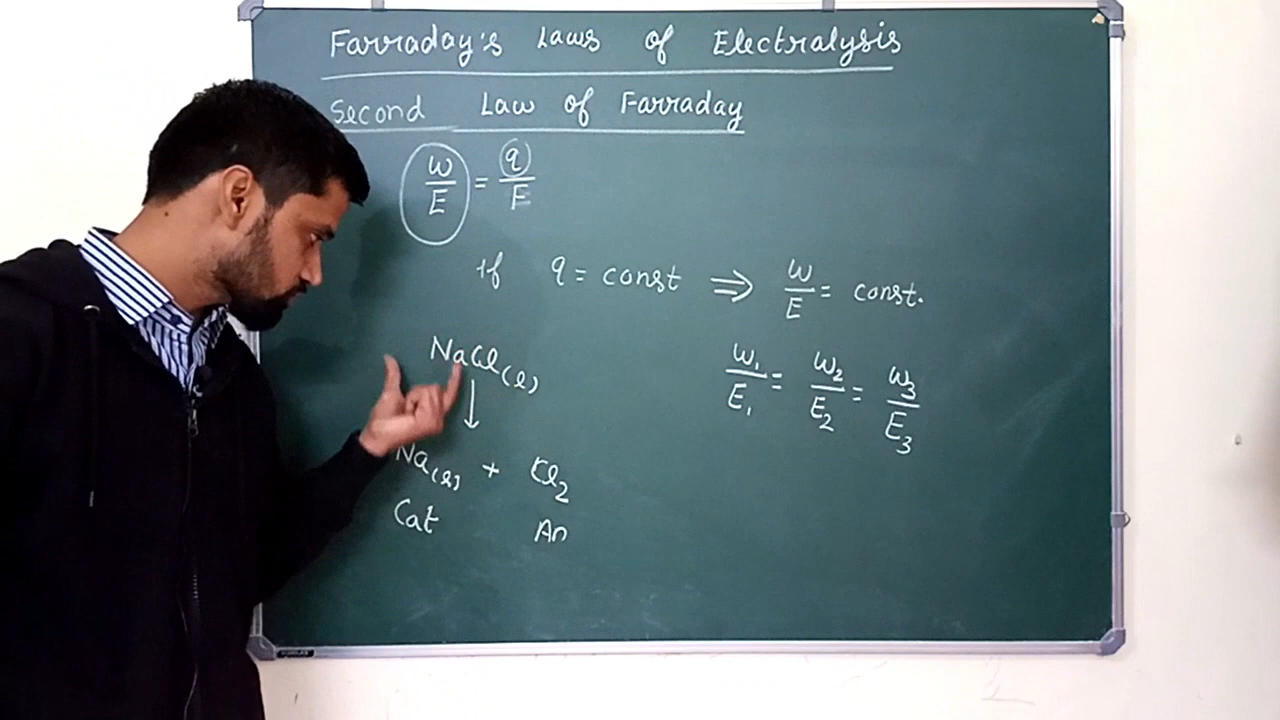 Farraday's Laws of Electralysis
Second Law of Farraday
w/E = q/F
if q = const ⇒ w/E = const.
NaCl(l)
↓
w₁/E₁ = w₂/E₂ = w₃/E₃
Na(l) + Cl₂
Cat An